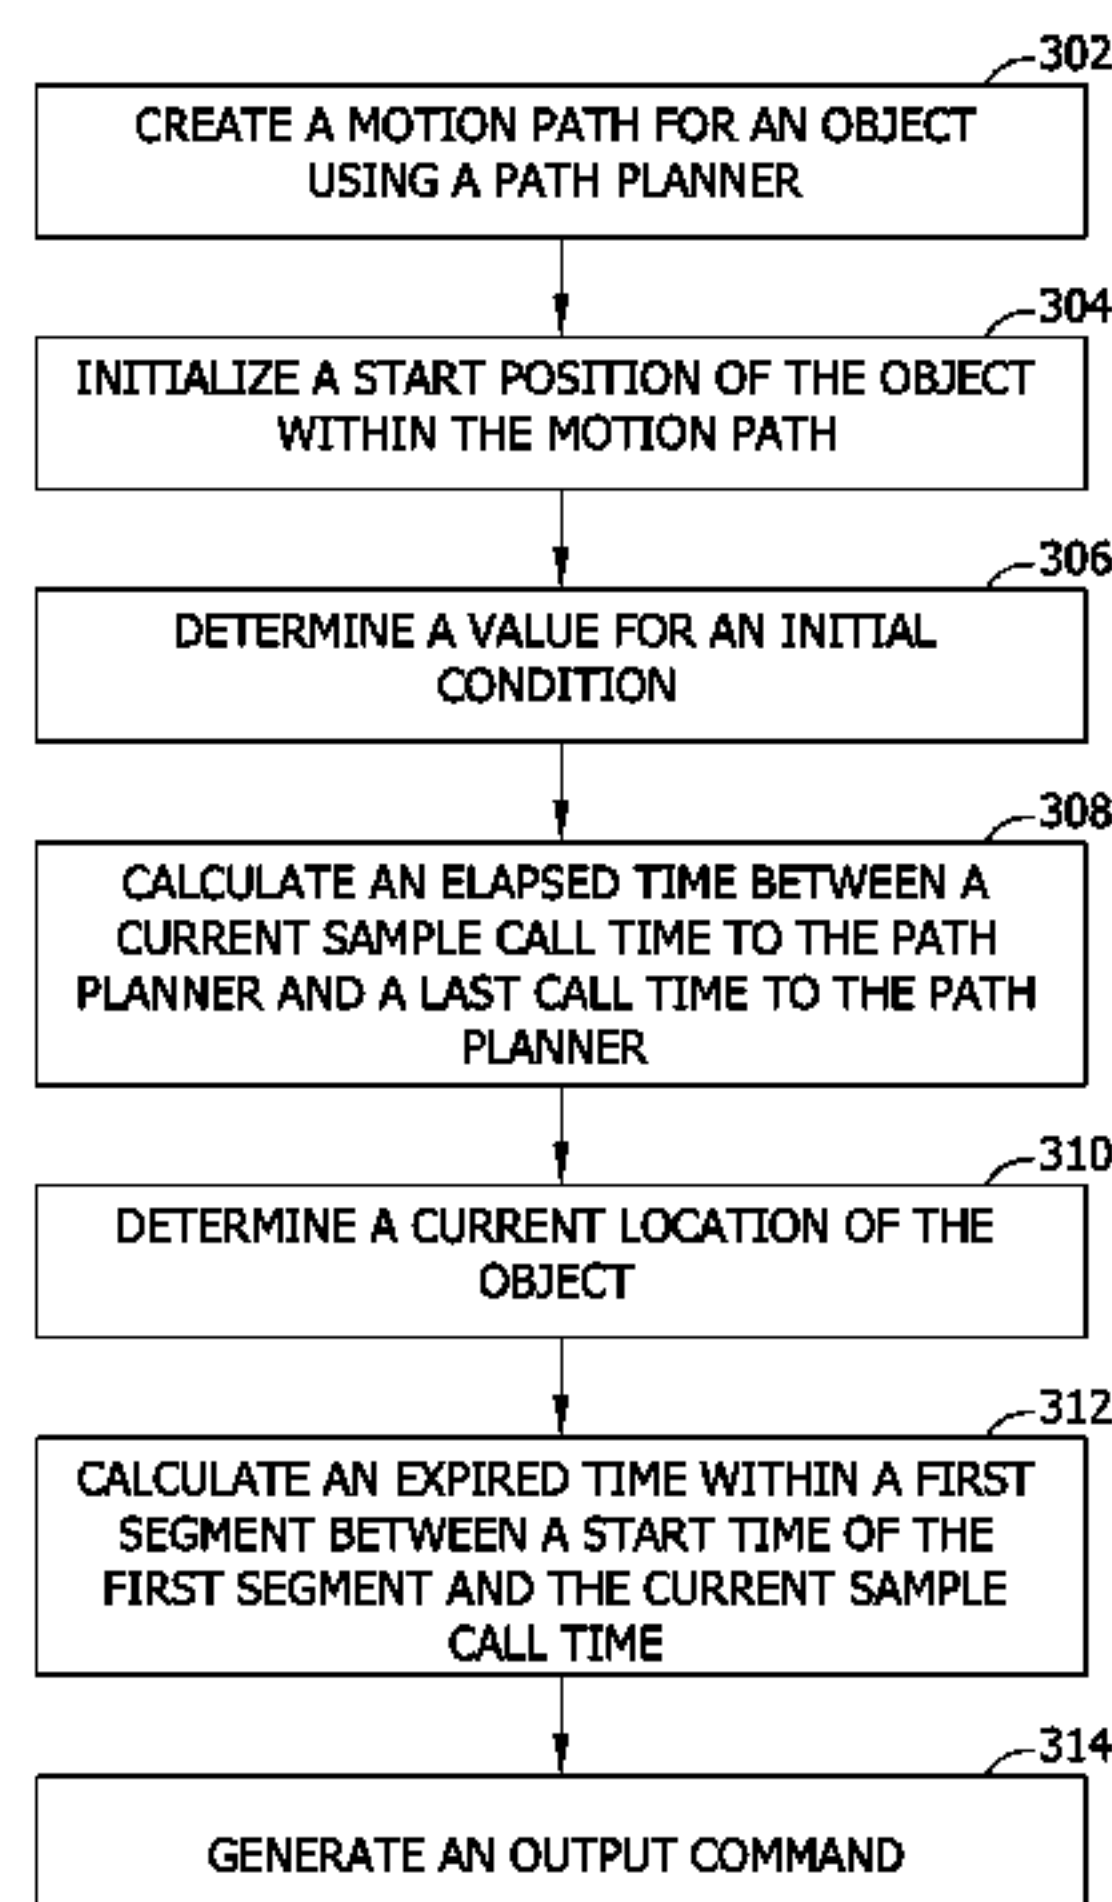 302
CREATE A MOTION PATH FOR AN OBJECT
USING A PATH PLANNER
304
INITIALIZE A START POSITION OF THE OBJECT
WITHIN THE MOTION PATH
306
DETERMINE A VALUE FOR AN INITIAL
CONDITION
308
CALCULATE AN ELAPSED TIME BETWEEN A
CURRENT SAMPLE CALL TIME TO THE PATH
PLANNER AND A LAST CALL TIME TO THE PATH
PLANNER
310
DETERMINE A CURRENT LOCATION OF THE
OBJECT
312
CALCULATE AN EXPIRED TIME WITHIN A FIRST
SEGMENT BETWEEN A START TIME OF THE
FIRST SEGMENT AND THE CURRENT SAMPLE
CALL TIME
314
GENERATE AN OUTPUT COMMAND